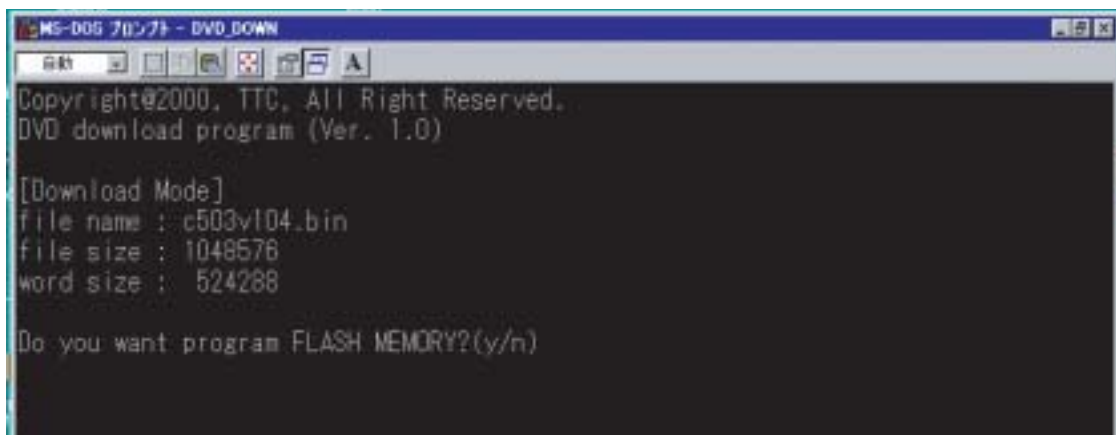 MS-DOS プロンプト - DVD_DOWN
自動
A
Copyright@2000, TTC, All Right Reserved.
DVD download program (Ver. 1.0)
[Download Mode]
file name : c503v104.bin
file size : 1048576
word size :  524288
Do you want program FLASH MEMORY?(y/n)